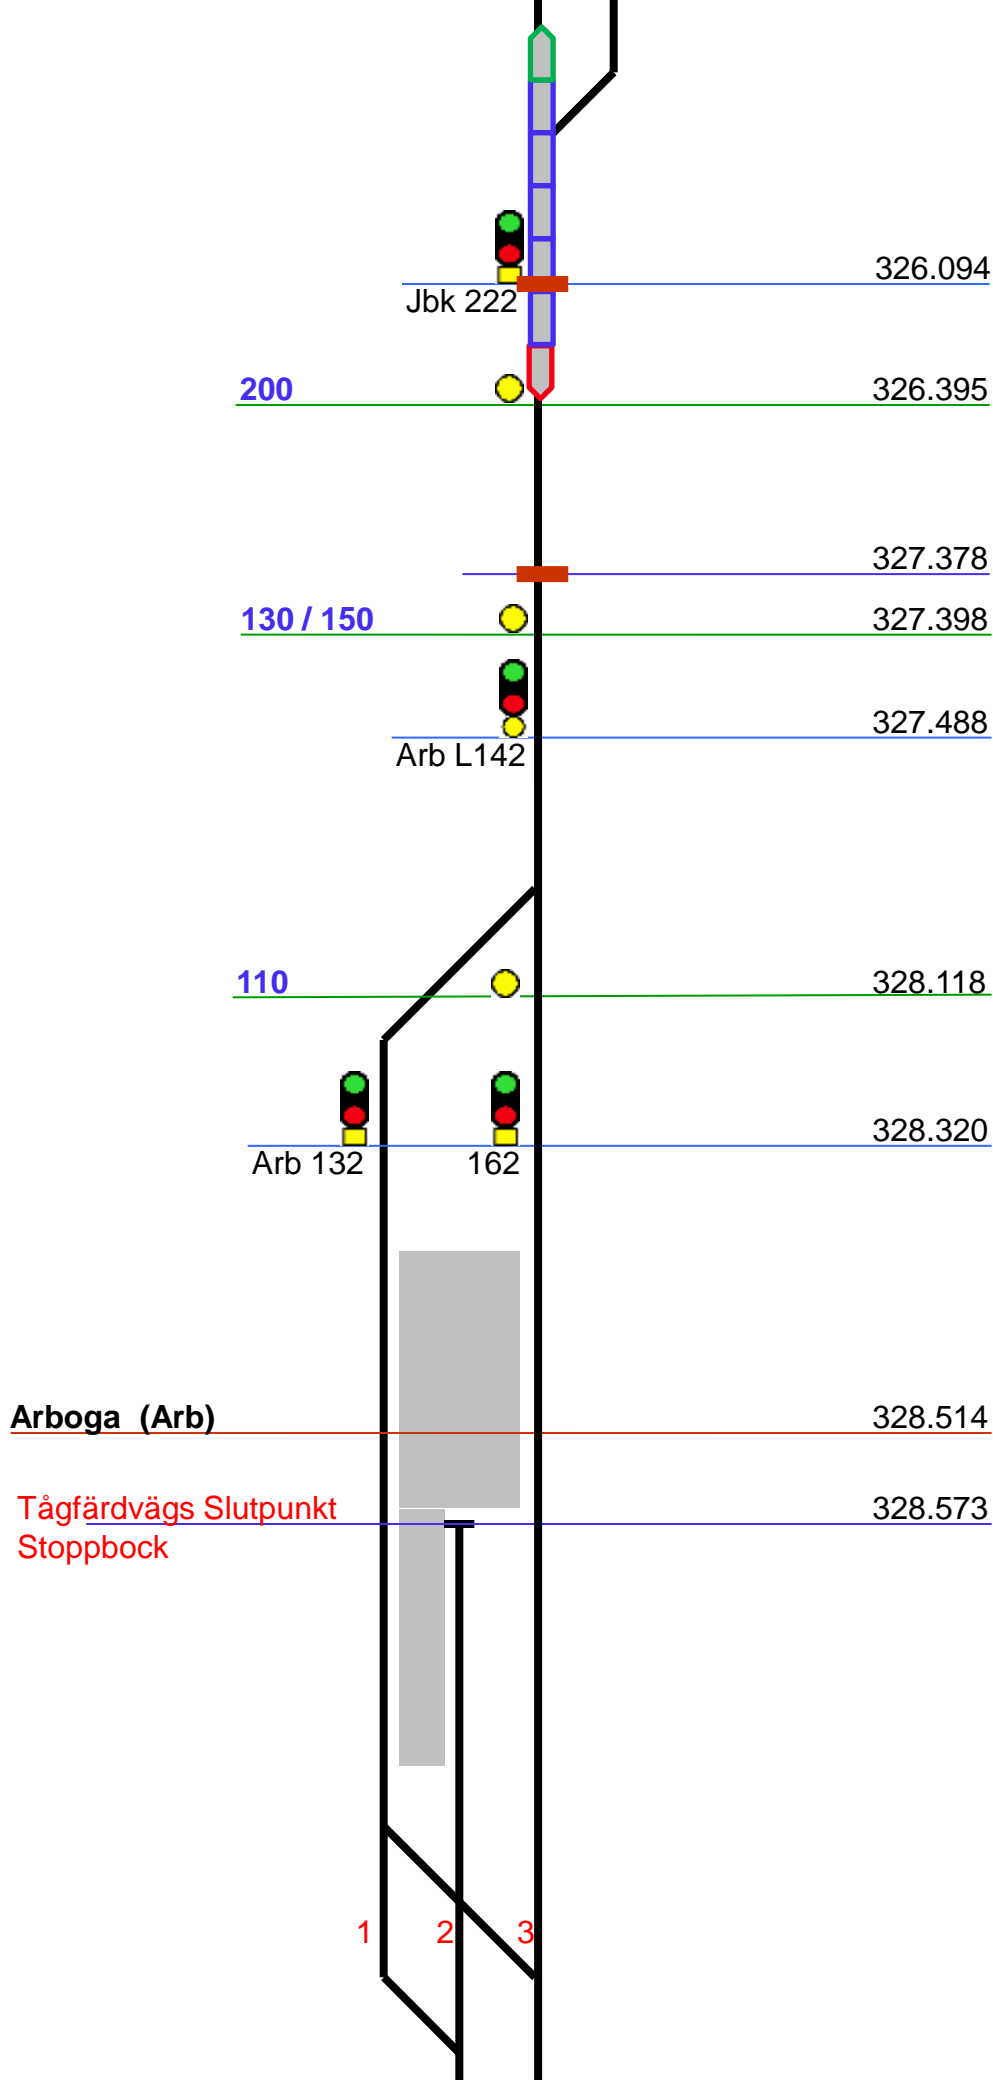 326.094
Jbk 222
200 326.395
327.378
130 / 150 327.398
327.488
Arb L142
110 328.118
328.320
Arb 132 162
Arboga (Arb) 328.514
Tågfärdvägs Slutpunkt 328.573
Stoppbock
1 2 3